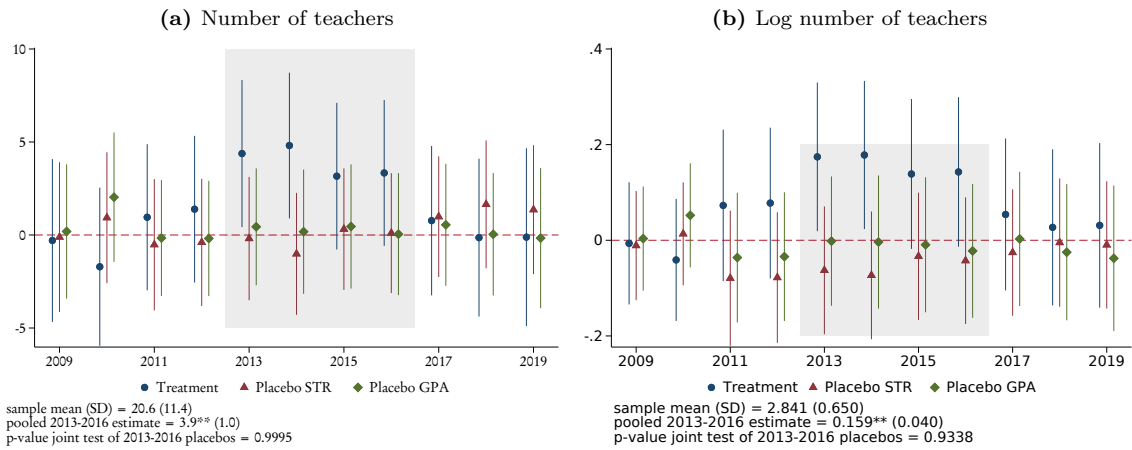 (a) Number of teachers
10
5
0
-5
2009 2011 2013 2015 2017 2019
Treatment Placebo STR Placebo GPA
sample mean (SD) = 20.6 (11.4)
pooled 2013-2016 estimate = 3.9** (1.0)
p-value joint test of 2013-2016 placebos = 0.9995
(b) Log number of teachers
.4
.2
0
-.2
2009 2011 2013 2015 2017 2019
Treatment Placebo STR Placebo GPA
sample mean (SD) = 2.841 (0.650)
pooled 2013-2016 estimate = 0.159** (0.040)
p-value joint test of 2013-2016 placebos = 0.9338